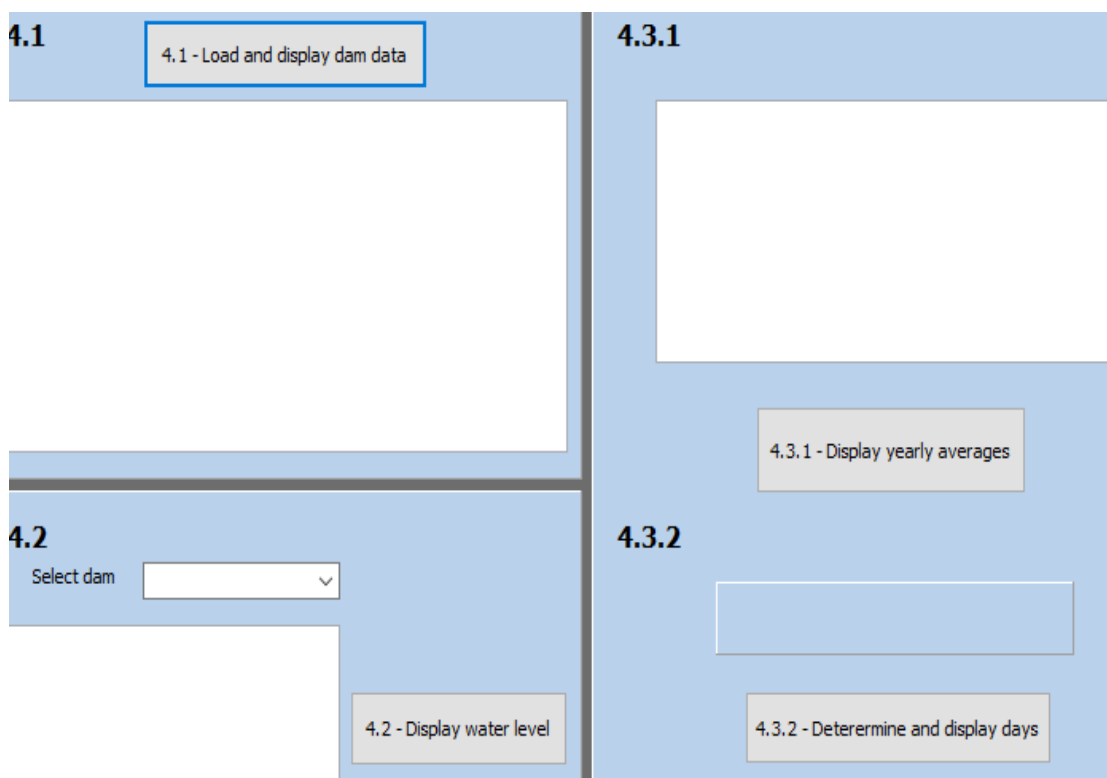 4.1
4.1 - Load and display dam data
4.2
Select dam
4.2 - Display water level
4.3.1
4.3.1 - Display yearly averages
4.3.2
4.3.2 - Deterermine and display days